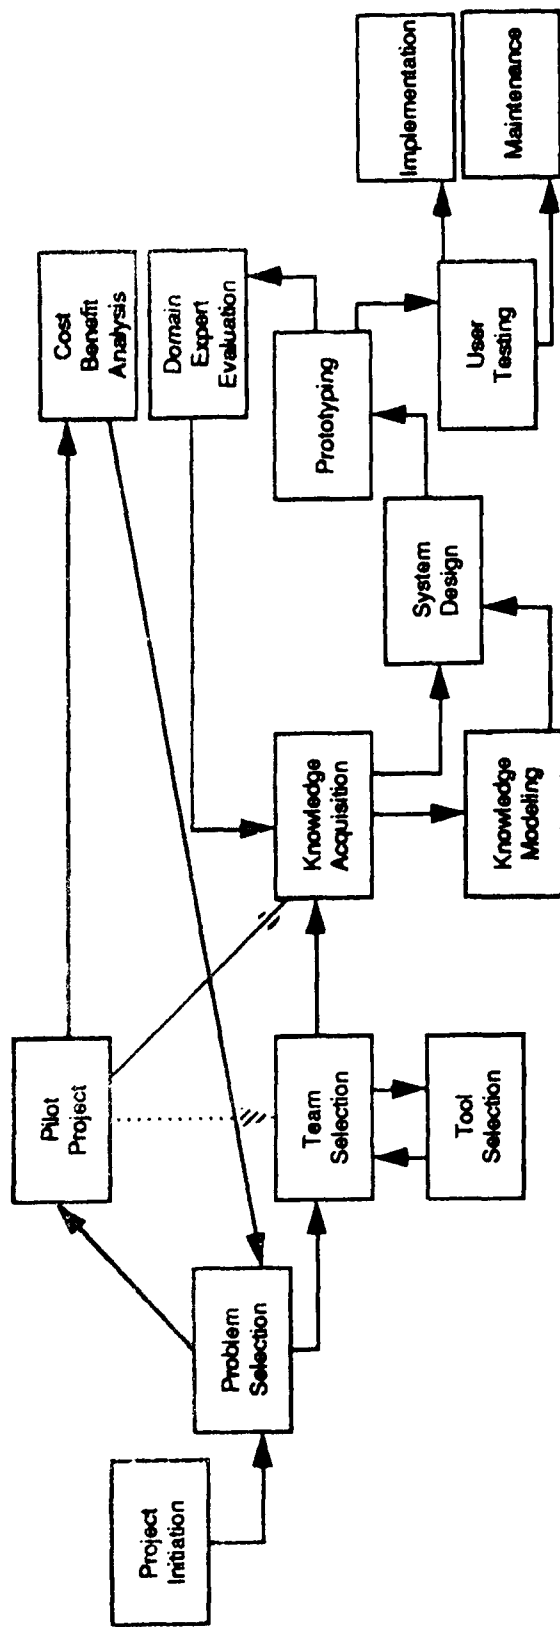 Project
Initiation
Problem
Selection
Pilot
Project
Team
Selection
Tool
Selection
Knowledge
Acquisition
Knowledge
Modeling
System
Design
Cost
Benefit
Analysis
Domain
Expert
Evaluation
Prototyping
User
Testing
Implementation
Maintenance